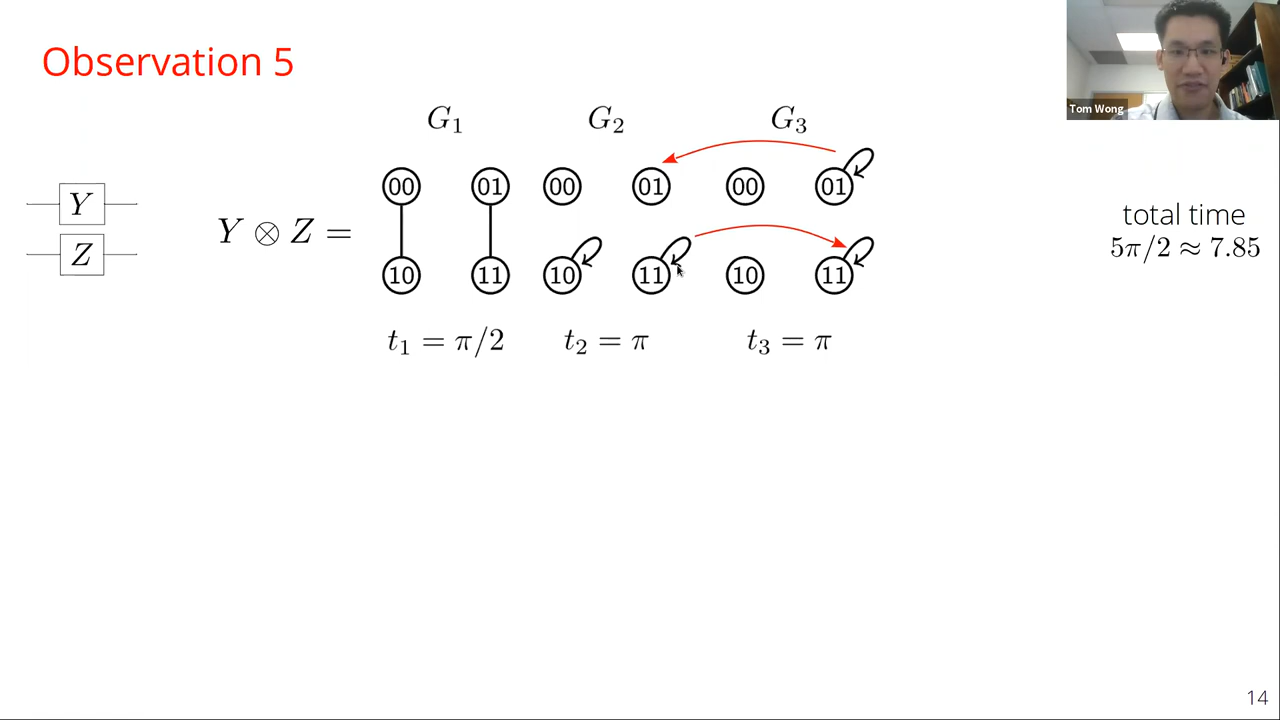 Observation 5
Tom Wong
G₁ G₂ G₃
00 01 00 01 00 01
Y
Z
Y ⊗ Z =
10 11 10 11 10 11
t₁ = π/2 t₂ = π t₃ = π
total time
5π/2 ≈ 7.85
14